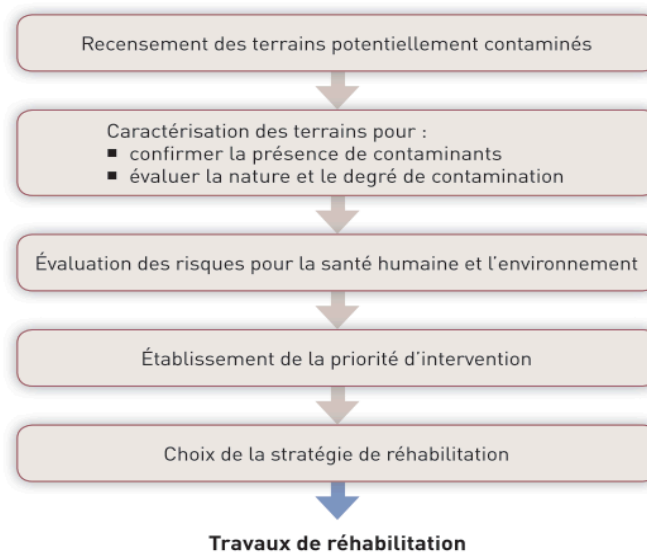 Recensement des terrains potentiellement contaminés
Caractérisation des terrains pour :
▪ confirmer la présence de contaminants
▪ évaluer la nature et le degré de contamination
Évaluation des risques pour la santé humaine et l’environnement
Établissement de la priorité d’intervention
Choix de la stratégie de réhabilitation
Travaux de réhabilitation